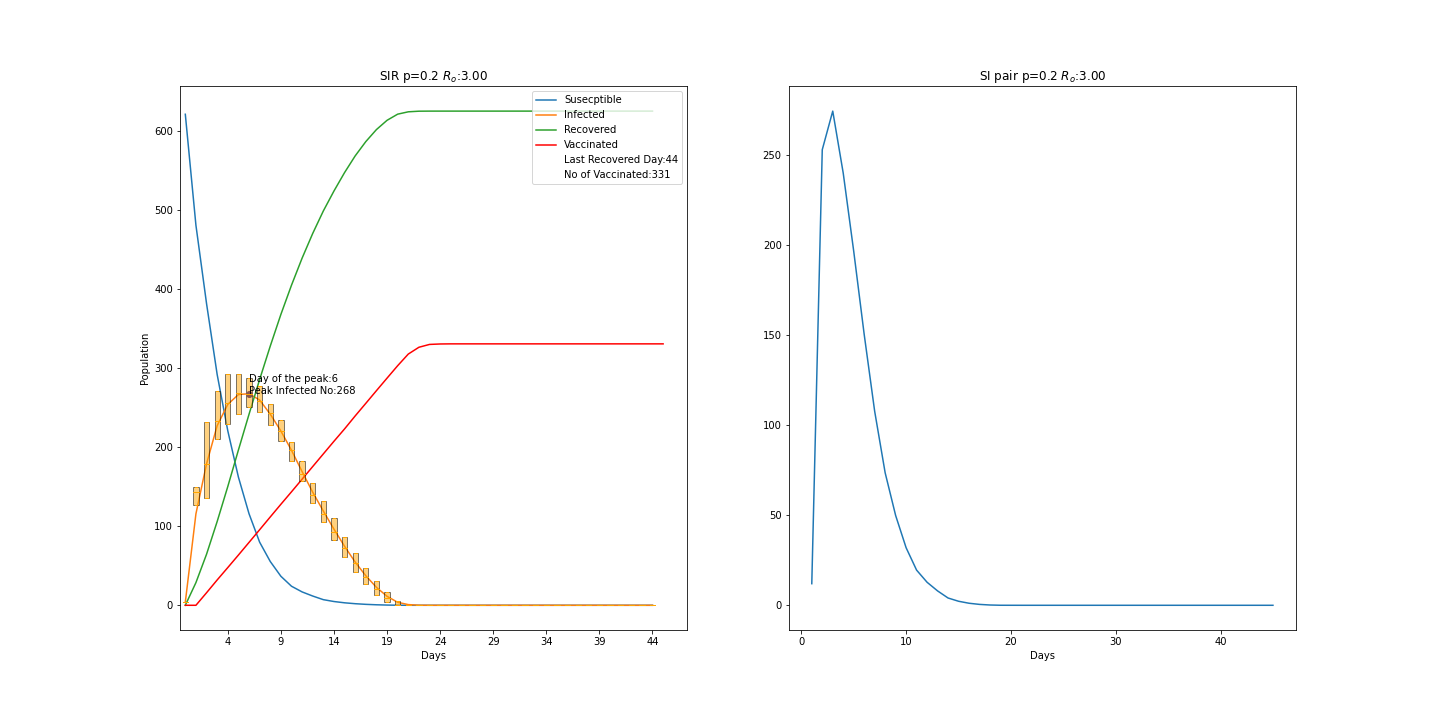 SIR p=0.2 Rₒ:3.00
Susecptible
Infected
Recovered
Vaccinated
Last Recovered Day:44
No of Vaccinated:331
Day of the peak:6
Peak Infected No:268
Population
600
500
400
300
200
100
0
4 9 14 19 24 29 34 39 44
Days
SI pair p=0.2 Rₒ:3.00
250
200
150
100
50
0
0 10 20 30 40
Days